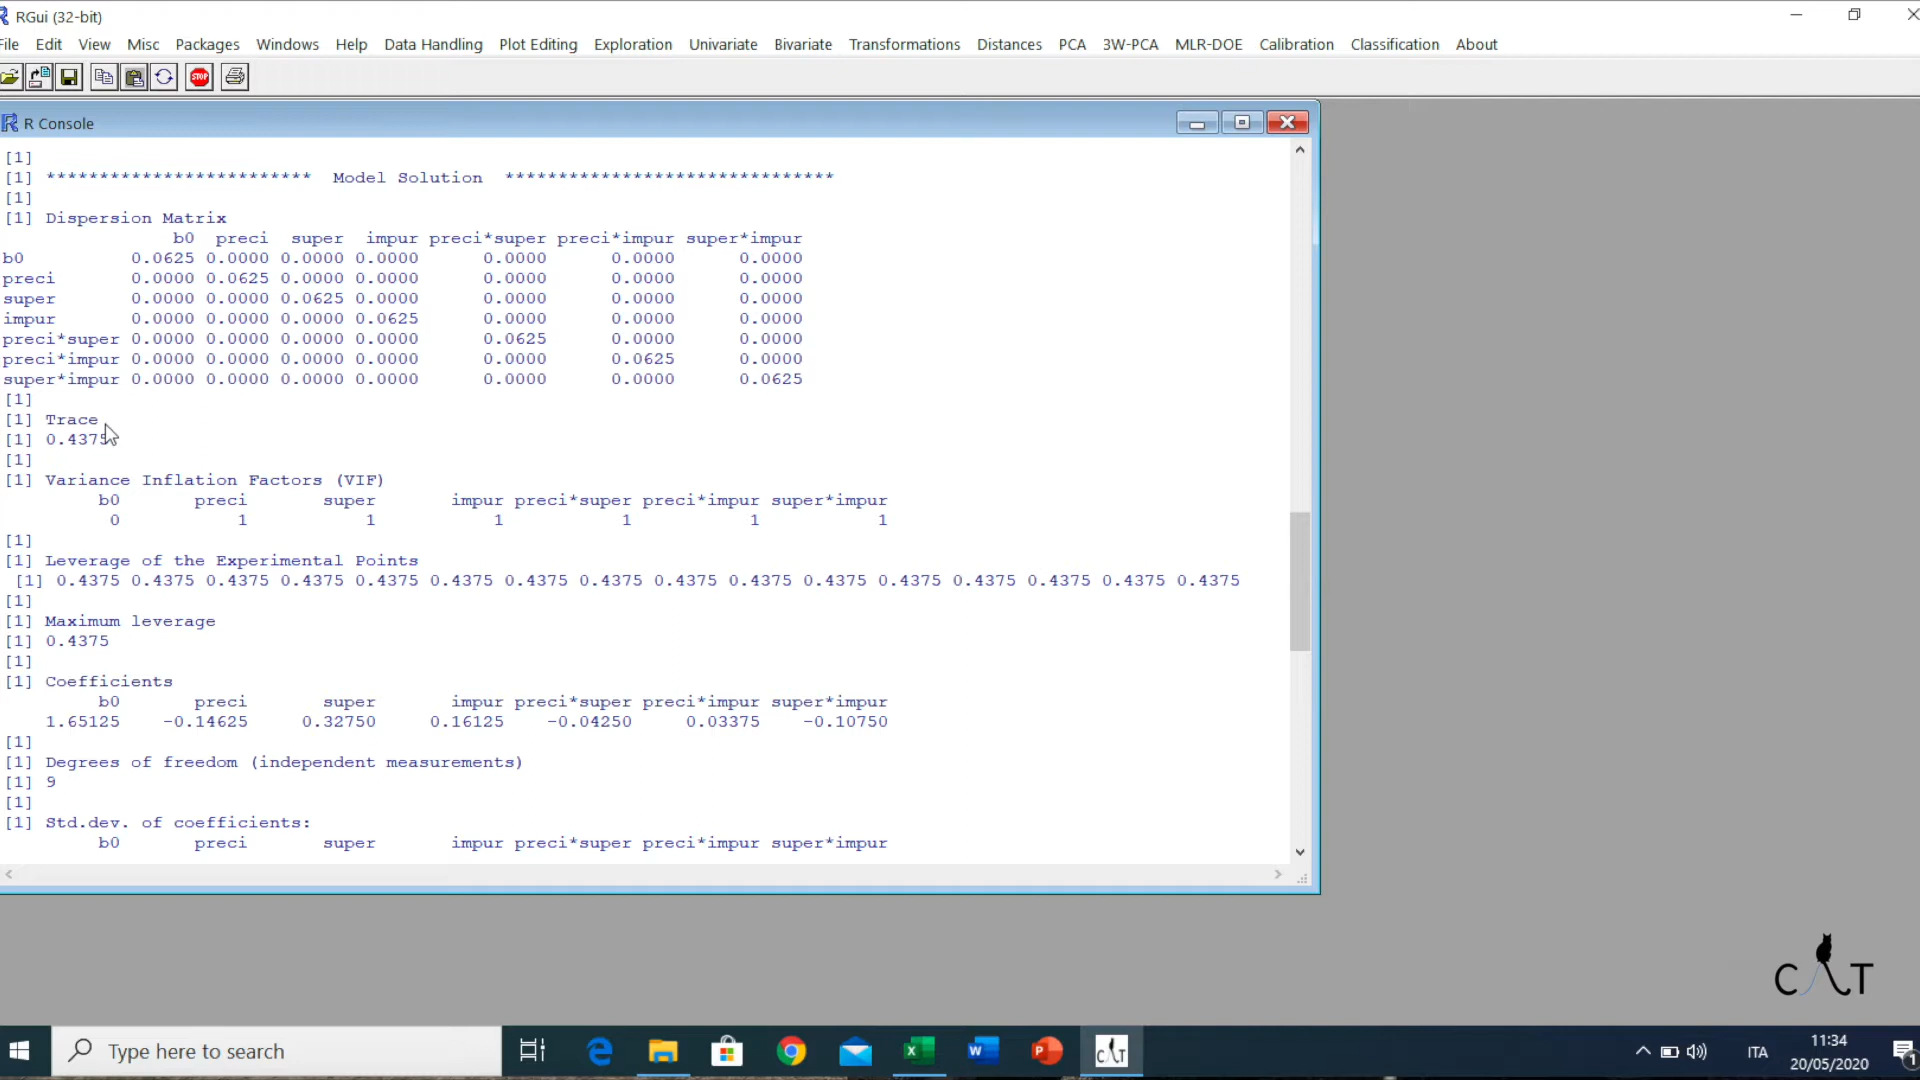 RGui (32-bit)
File Edit View Misc Packages Windows Help Data Handling Plot Editing Exploration Univariate Bivariate Transformations Distances PCA 3W-PCA MLR-DOE Calibration Classification About
STOP
R Console
[1]
[1] ************************* Model Solution *******************************
[1]
[1] Dispersion Matrix
b0 preci super impur preci*super preci*impur super*impur
b0 0.0625 0.0000 0.0000 0.0000 0.0000 0.0000 0.0000
preci 0.0000 0.0625 0.0000 0.0000 0.0000 0.0000 0.0000
super 0.0000 0.0000 0.0625 0.0000 0.0000 0.0000 0.0000
impur 0.0000 0.0000 0.0000 0.0625 0.0000 0.0000 0.0000
preci*super 0.0000 0.0000 0.0000 0.0000 0.0625 0.0000 0.0000
preci*impur 0.0000 0.0000 0.0000 0.0000 0.0000 0.0625 0.0000
super*impur 0.0000 0.0000 0.0000 0.0000 0.0000 0.0000 0.0625
[1]
[1] Trace
[1] 0.4375
[1]
[1] Variance Inflation Factors (VIF)
b0 preci super impur preci*super preci*impur super*impur
0 1 1 1 1 1 1
[1]
[1] Leverage of the Experimental Points
[1] 0.4375 0.4375 0.4375 0.4375 0.4375 0.4375 0.4375 0.4375 0.4375 0.4375 0.4375 0.4375 0.4375 0.4375 0.4375 0.4375
[1]
[1] Maximum leverage
[1] 0.4375
[1]
[1] Coefficients
b0 preci super impur preci*super preci*impur super*impur
1.65125 -0.14625 0.32750 0.16125 -0.04250 0.03375 -0.10750
[1]
[1] Degrees of freedom (independent measurements)
[1] 9
[1]
[1] Std.dev. of coefficients:
b0 preci super impur preci*super preci*impur super*impur
CAT
Type here to search
ITA
11:34
20/05/2020
1